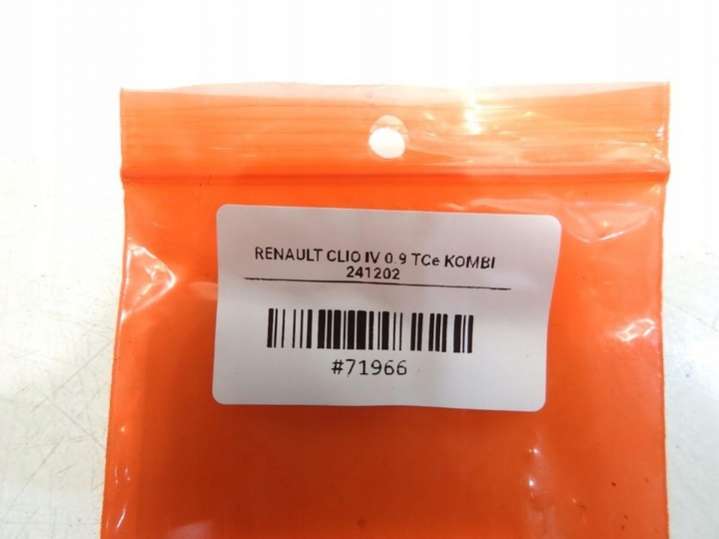 RENAULT CLIO IV 0.9 TCe KOMBI
241202
#71966